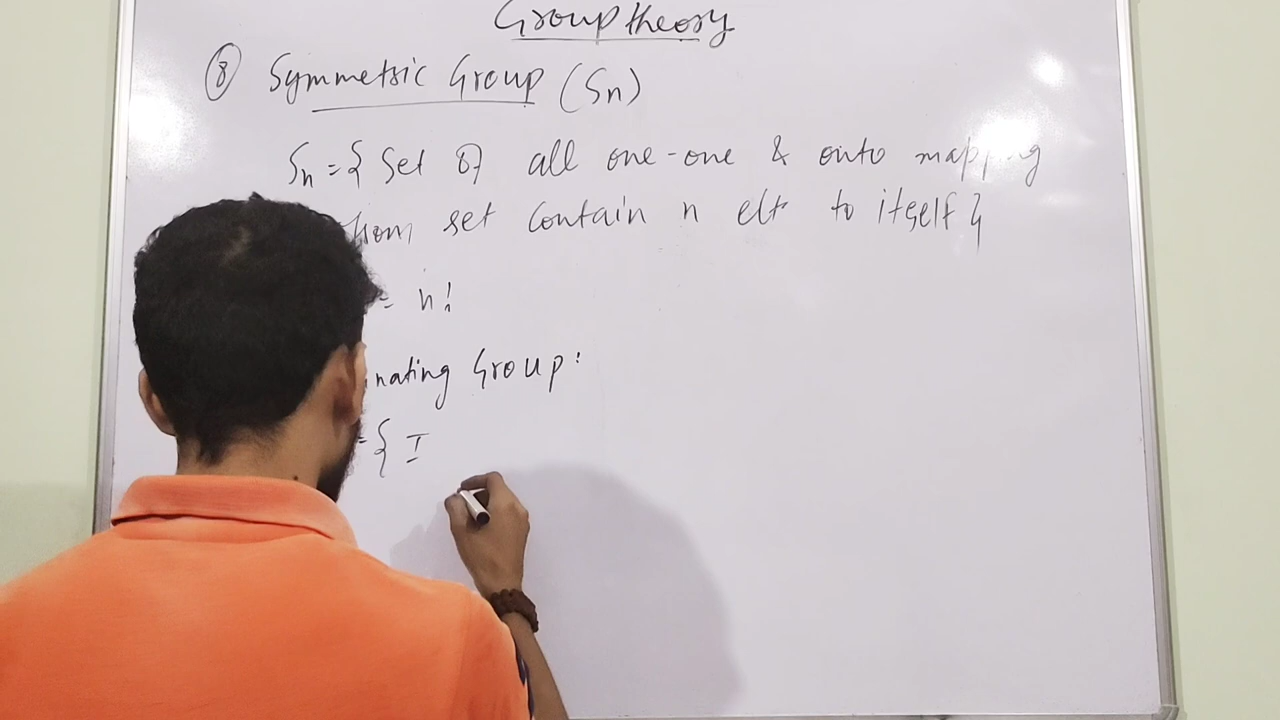 Group theory
⑧ Symmetric Group (Sn)
Sn = { Set of all one-one & onto mapping
from set contain n elts to itself }
= n!
nating Group:
= { I